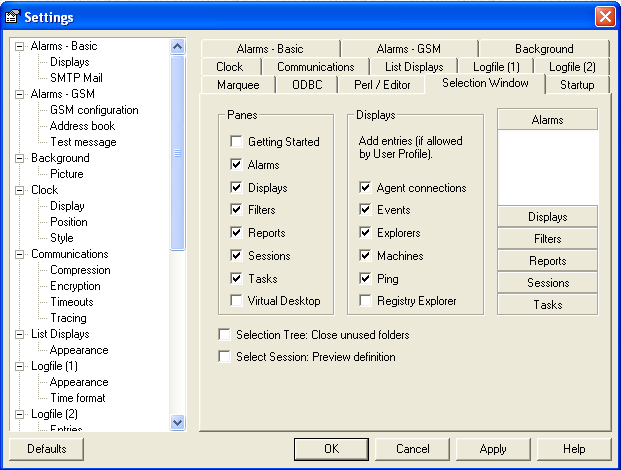 Settings
Alarms - Basic
Displays
SMTP Mail
Alarms - GSM
GSM configuration
Address book
Test message
Background
Picture
Clock
Display
Position
Style
Communications
Compression
Encryption
Timeouts
Tracing
List Displays
Appearance
Logfile (1)
Appearance
Time format
Logfile (2)
Entries
Alarms - Basic
Alarms - GSM
Background
Clock
Communications
List Displays
Logfile (1)
Logfile (2)
Marquee
ODBC
Perl / Editor
Selection Window
Startup
Panes
Getting Started
Alarms
Displays
Filters
Reports
Sessions
Tasks
Virtual Desktop
Displays
Add entries (if allowed
by User Profile).
Agent connections
Events
Explorers
Machines
Ping
Registry Explorer
Alarms
Displays
Filters
Reports
Sessions
Tasks
Selection Tree: Close unused folders
Select Session: Preview definition
Defaults
OK
Cancel
Apply
Help